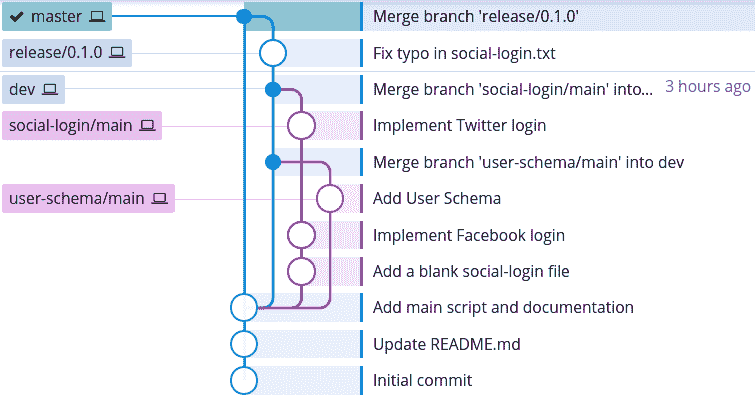 master Merge branch 'release/0.1.0'
release/0.1.0 Fix typo in social-login.txt
dev Merge branch 'social-login/main' into... 3 hours ago
social-login/main Implement Twitter login
Merge branch 'user-schema/main' into dev
user-schema/main Add User Schema
Implement Facebook login
Add a blank social-login file
Add main script and documentation
Update README.md
Initial commit